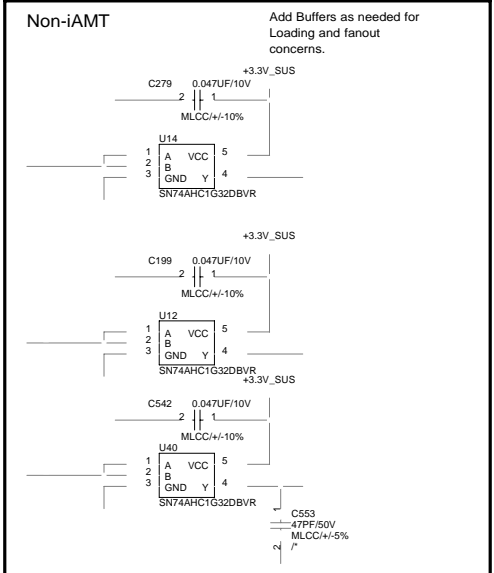 Non-iAMT
Add Buffers as needed for
Loading and fanout
concerns.
+3.3V_SUS
C279 0.047UF/10V
2 1
MLCC/+/-10%
U14
1 A VCC 5
2 B
3 GND Y 4
SN74AHC1G32DBVR
+3.3V_SUS
C199 0.047UF/10V
2 1
MLCC/+/-10%
U12
1 A VCC 5
2 B
3 GND Y 4
SN74AHC1G32DBVR
+3.3V_SUS
C542 0.047UF/10V
2 1
MLCC/+/-10%
U40
1 A VCC 5
2 B
3 GND Y 4
SN74AHC1G32DBVR
1
C553
47PF/50V
MLCC/+/-5%
2 /*